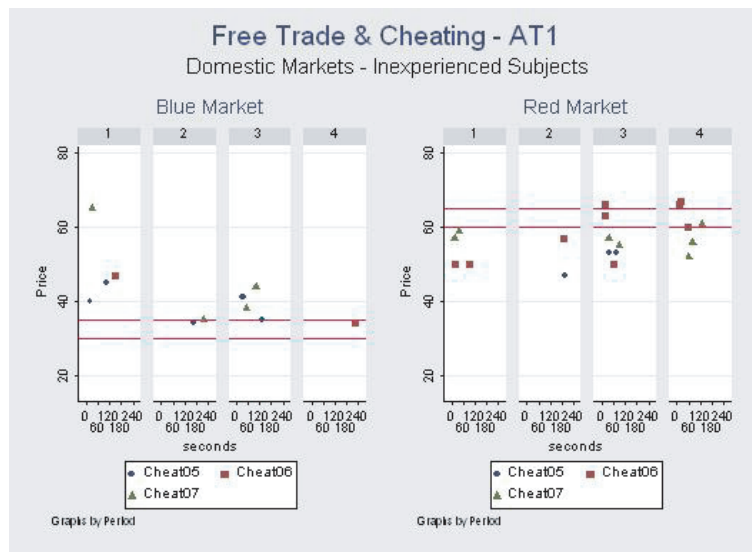 Free Trade & Cheating - AT1
Domestic Markets - Inexperienced Subjects
Blue Market
1 2 3 4
80
60
40
20
Price
0 120 240 0 120 240 0 120 240 0 120 240
60 180 60 180 60 180 60 180
seconds
Cheat05 Cheat06
Cheat07
Graphs by Period
Red Market
1 2 3 4
80
60
40
20
Price
0 120 240 0 120 240 0 120 240 0 120 240
60 180 60 180 60 180 60 180
seconds
Cheat05 Cheat06
Cheat07
Graphs by Period